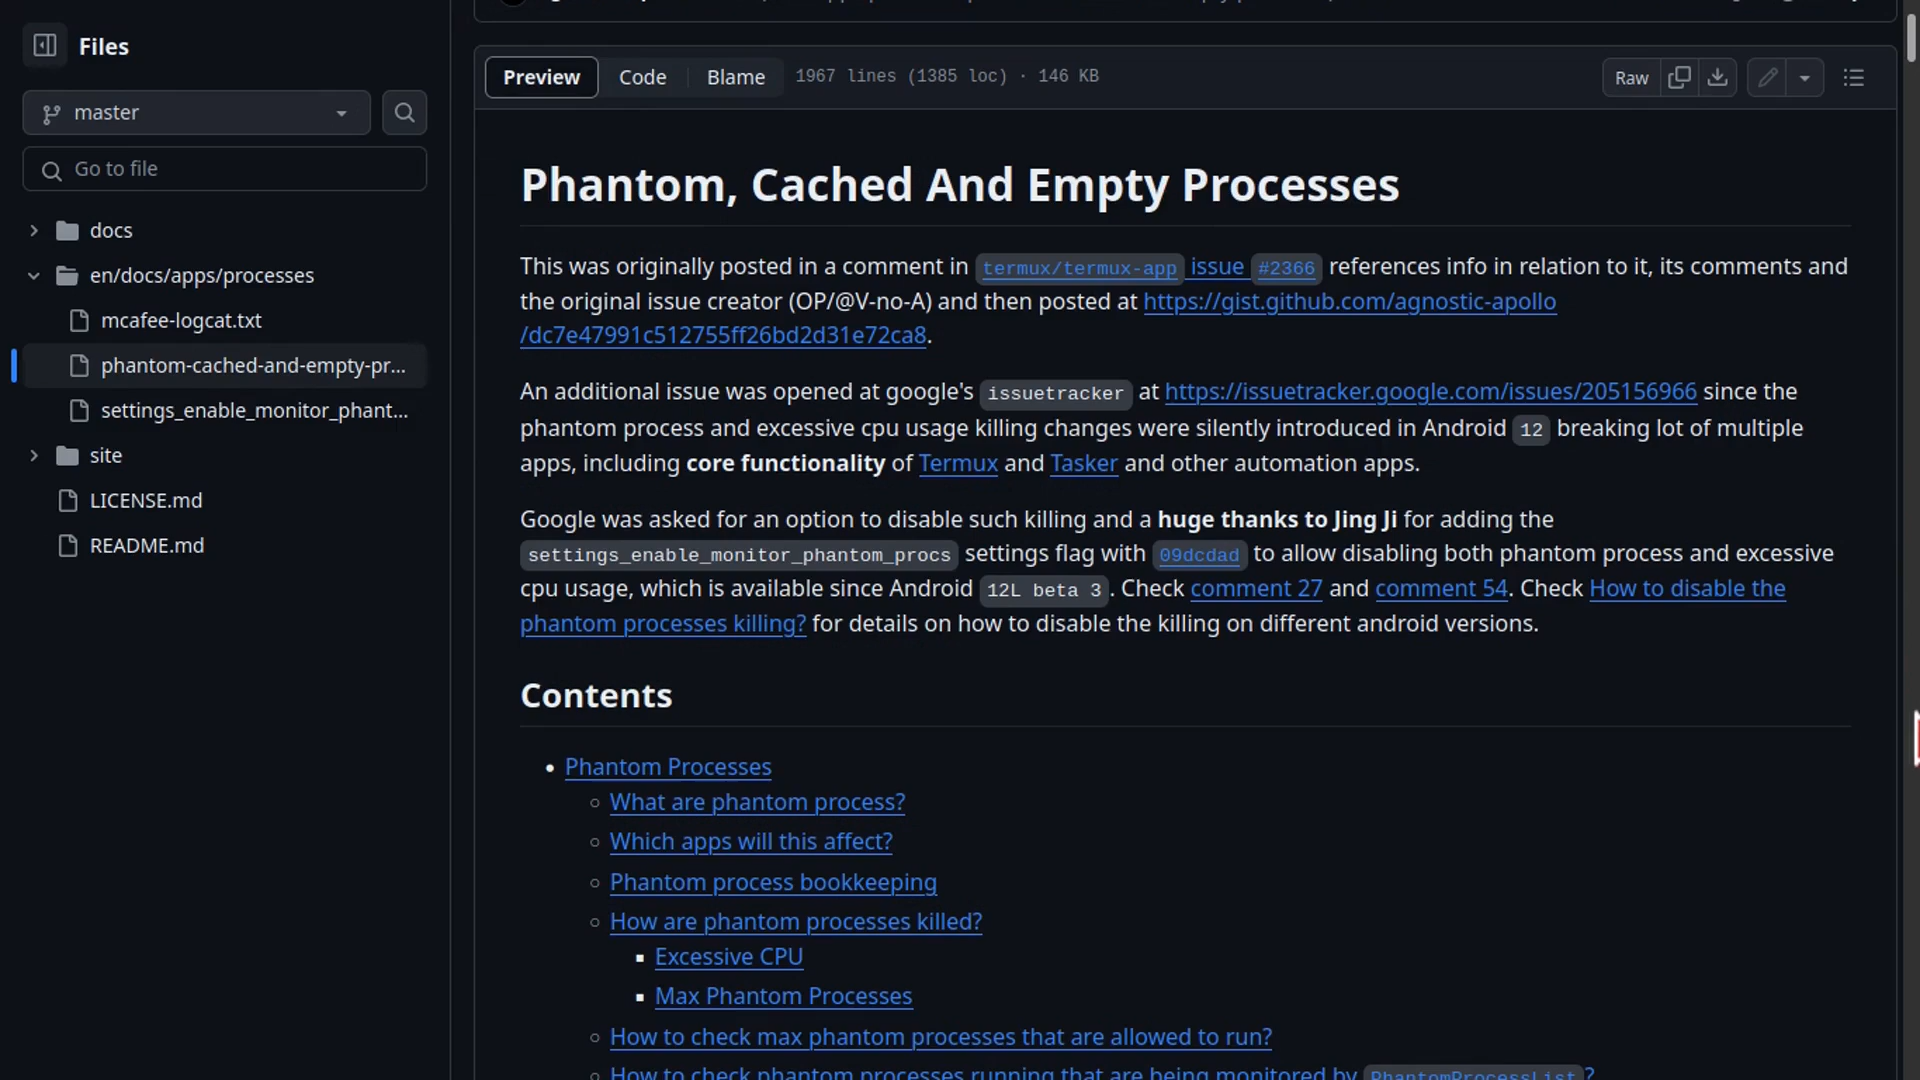 Files
master
Go to file
docs
en/docs/apps/processes
mcafee-logcat.txt
phantom-cached-and-empty-pr...
settings_enable_monitor_phant...
site
LICENSE.md
README.md
Preview Code Blame 1967 lines (1385 loc) · 146 KB Raw
Phantom, Cached And Empty Processes
This was originally posted in a comment in termux/termux-app issue #2366 references info in relation to it, its comments and
the original issue creator (OP/@V-no-A) and then posted at https://gist.github.com/agnostic-apollo
/dc7e47991c512755ff26bd2d31e72ca8.
An additional issue was opened at google's issuetracker at https://issuetracker.google.com/issues/205156966 since the
phantom process and excessive cpu usage killing changes were silently introduced in Android 12 breaking lot of multiple
apps, including core functionality of Termux and Tasker and other automation apps.
Google was asked for an option to disable such killing and a huge thanks to Jing Ji for adding the
settings_enable_monitor_phantom_procs settings flag with 09dcdad to allow disabling both phantom process and excessive
cpu usage, which is available since Android 12L beta 3. Check comment 27 and comment 54. Check How to disable the
phantom processes killing? for details on how to disable the killing on different android versions.
Contents
Phantom Processes
What are phantom process?
Which apps will this affect?
Phantom process bookkeeping
How are phantom processes killed?
Excessive CPU
Max Phantom Processes
How to check max phantom processes that are allowed to run?
How to check phantom processes running that are being monitored by PhantomProcessList?